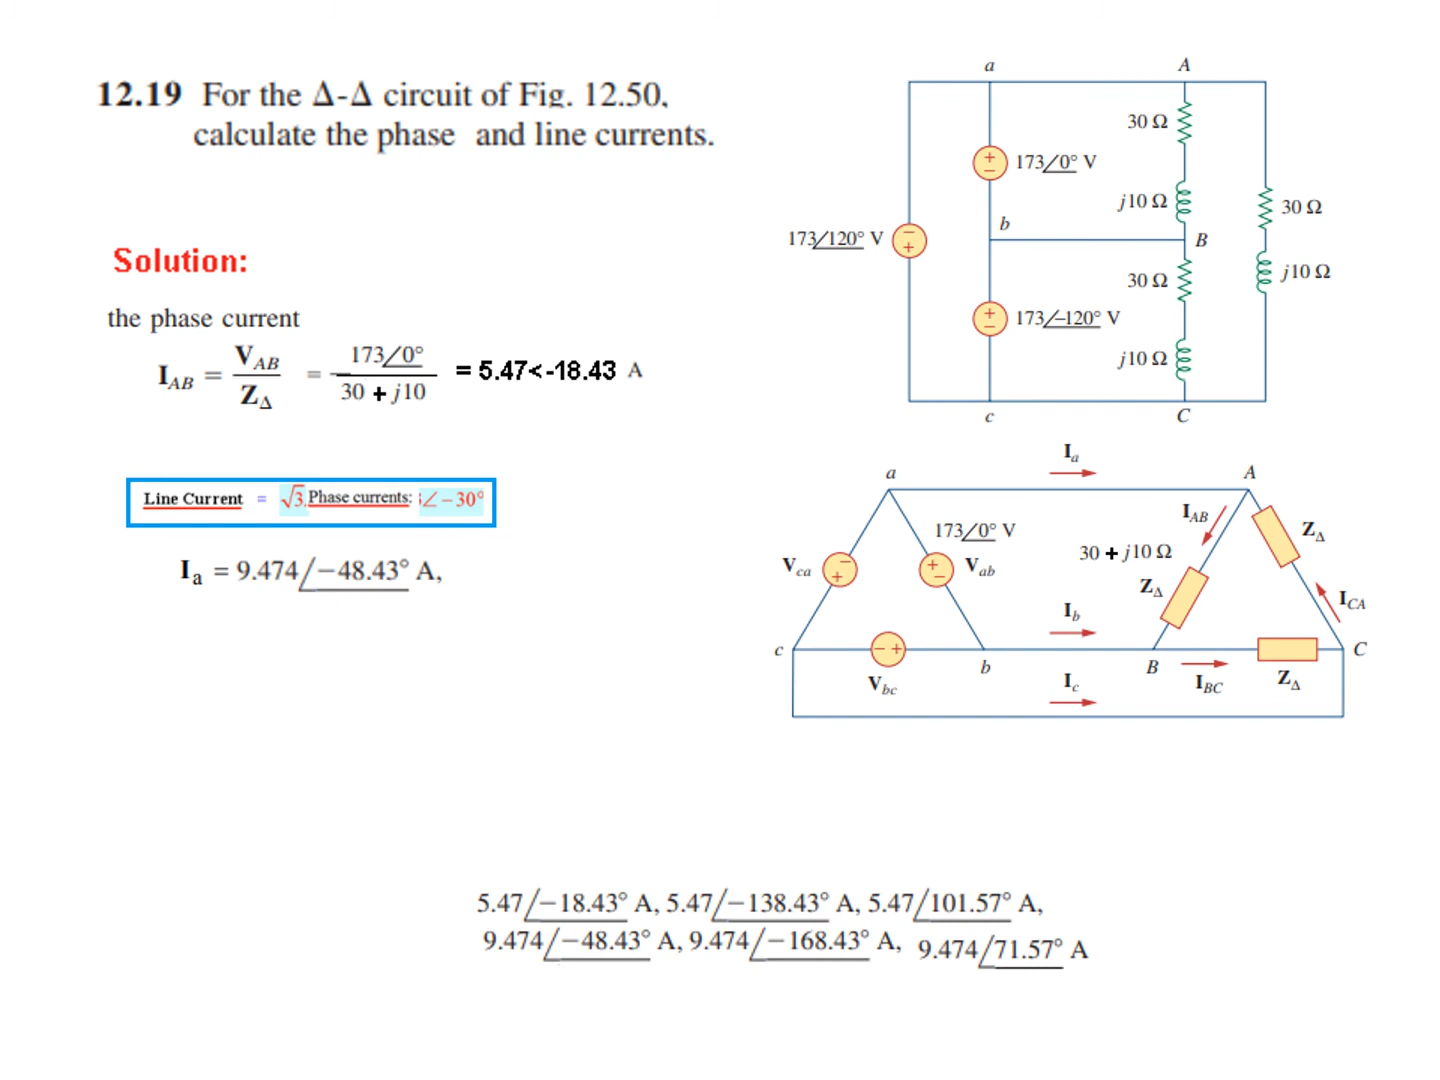 12.19 For the Δ-Δ circuit of Fig. 12.50,
calculate the phase and line currents.
Solution:
the phase current
I_AB = V_AB / Z_Δ = 173∠0° / 30 + j10 = 5.47<-18.43 A
Line Current = √3 Phase currents: ∠−30°
I_a = 9.474∠−48.43° A,
a
A
30 Ω
173∠0° V
j10 Ω
b
B
30 Ω
173∠120° V
30 Ω
j10 Ω
173∠−120° V
j10 Ω
c
C
I_a
a
A
173∠0° V
I_AB
Z_Δ
V_ca
V_ab
30 + j10 Ω
Z_Δ
I_b
I_CA
c
b
B
C
V_bc
I_c
I_BC
Z_Δ
5.47∠−18.43° A, 5.47∠−138.43° A, 5.47∠101.57° A,
9.474∠−48.43° A, 9.474∠−168.43° A, 9.474∠71.57° A